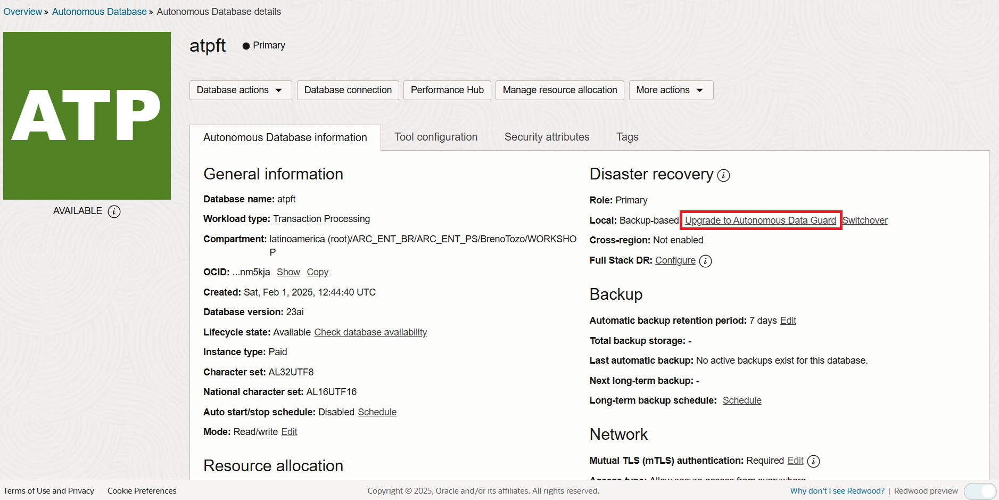 Overview » Autonomous Database » Autonomous Database details
ATP
AVAILABLE
atpft Primary
Database actions Database connection Performance Hub Manage resource allocation More actions
Autonomous Database information Tool configuration Security attributes Tags
General information
Database name: atpft
Workload type: Transaction Processing
Compartment: latinoamerica (root)/ARC_ENT_BR/ARC_ENT_PS/BrenoTozo/WORKSHO
P
OCID: ...nm5kja Show Copy
Created: Sat, Feb 1, 2025, 12:44:40 UTC
Database version: 23ai
Lifecycle state: Available Check database availability
Instance type: Paid
Character set: AL32UTF8
National character set: AL16UTF16
Auto start/stop schedule: Disabled Schedule
Mode: Read/write Edit
Resource allocation
Disaster recovery
Role: Primary
Local: Backup-based Upgrade to Autonomous Data Guard Switchover
Cross-region: Not enabled
Full Stack DR: Configure
Backup
Automatic backup retention period: 7 days Edit
Total backup storage: -
Last automatic backup: No active backups exist for this database.
Next long-term backup: -
Long-term backup schedule: Schedule
Network
Mutual TLS (mTLS) authentication: Required Edit
Access type: Allow secure access from everywhere
Terms of Use and Privacy Cookie Preferences
Copyright © 2025, Oracle and/or its affiliates. All rights reserved.
Why don't I see Redwood? | Redwood preview